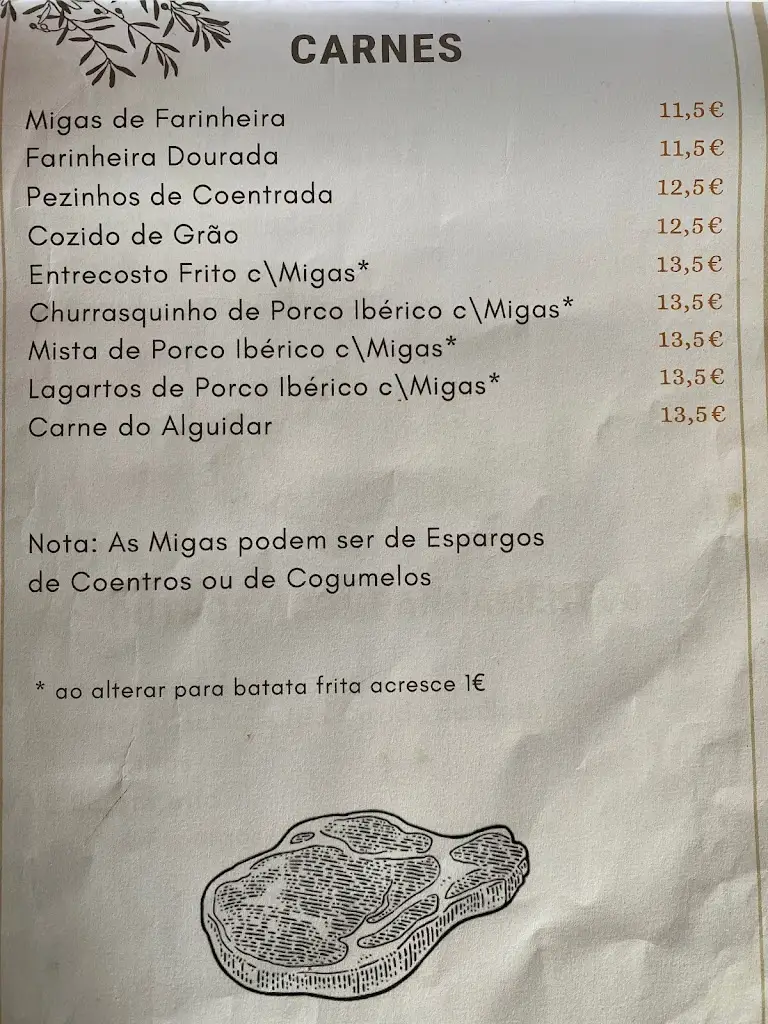 CARNES
Migas de Farinheira 11,5€
Farinheira Dourada 11,5€
Pezinhos de Coentrada 12,5€
Cozido de Grão 12,5€
Entrecosto Frito c\Migas* 13,5€
Churrasquinho de Porco Ibérico c\Migas* 13,5€
Mista de Porco Ibérico c\Migas* 13,5€
Lagartos de Porco Ibérico c\Migas* 13,5€
Carne do Alguidar 13,5€
Nota: As Migas podem ser de Espargos
de Coentros ou de Cogumelos
* ao alterar para batata frita acresce 1€